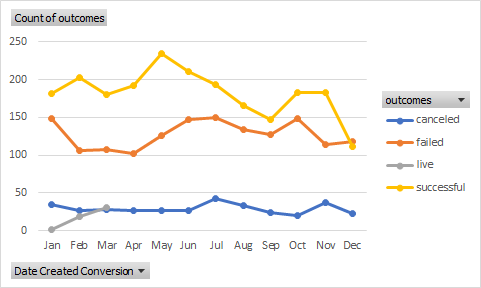 Count of outcomes
250
200
150
100
50
0
Jan Feb Mar Apr May Jun Jul Aug Sep Oct Nov Dec
outcomes
canceled
failed
live
successful
Date Created Conversion